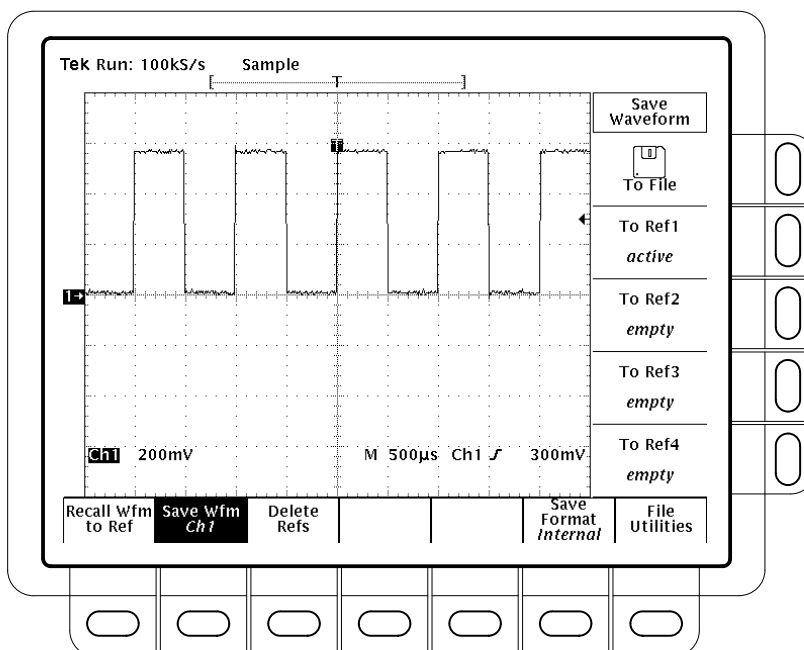 Tek Run: 100kS/s Sample
[ T ]
Save
Waveform
T
To File
To Ref1
active
1→
To Ref2
empty
To Ref3
empty
To Ref4
empty
Ch1 200mV M 500µs Ch1 300mV
Recall Wfm
to Ref
Save Wfm
Ch1
Delete
Refs
Save
Format
Internal
File
Utilities